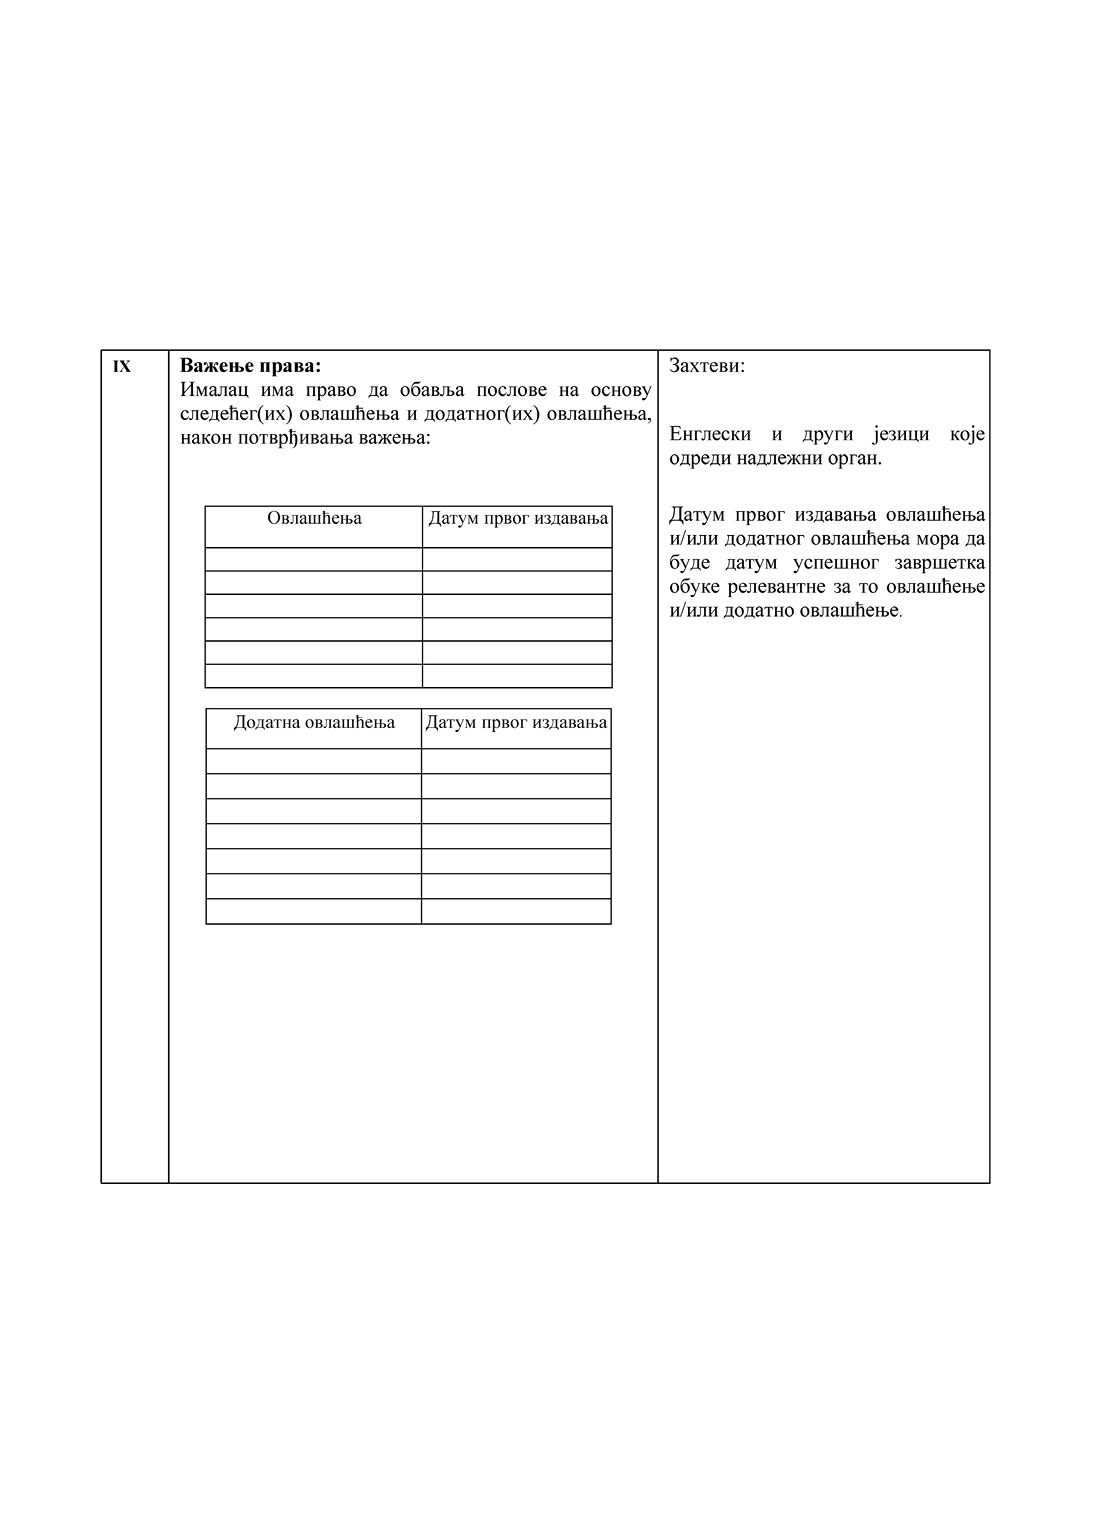 IX
Важење права:
Ималац има право да обавља послове на основу
следећег(их) овлашћења и додатног(их) овлашћења,
након потврђивања важења:
Овлашћења Датум првог издавања
Додатна овлашћења Датум првог издавања
Захтеви:
Енглески и други језици које
одреди надлежни орган.
Датум првог издавања овлашћења
и/или додатног овлашћења мора да
буде датум успешног завршетка
обуке релевантне за то овлашћење
и/или додатно овлашћење.